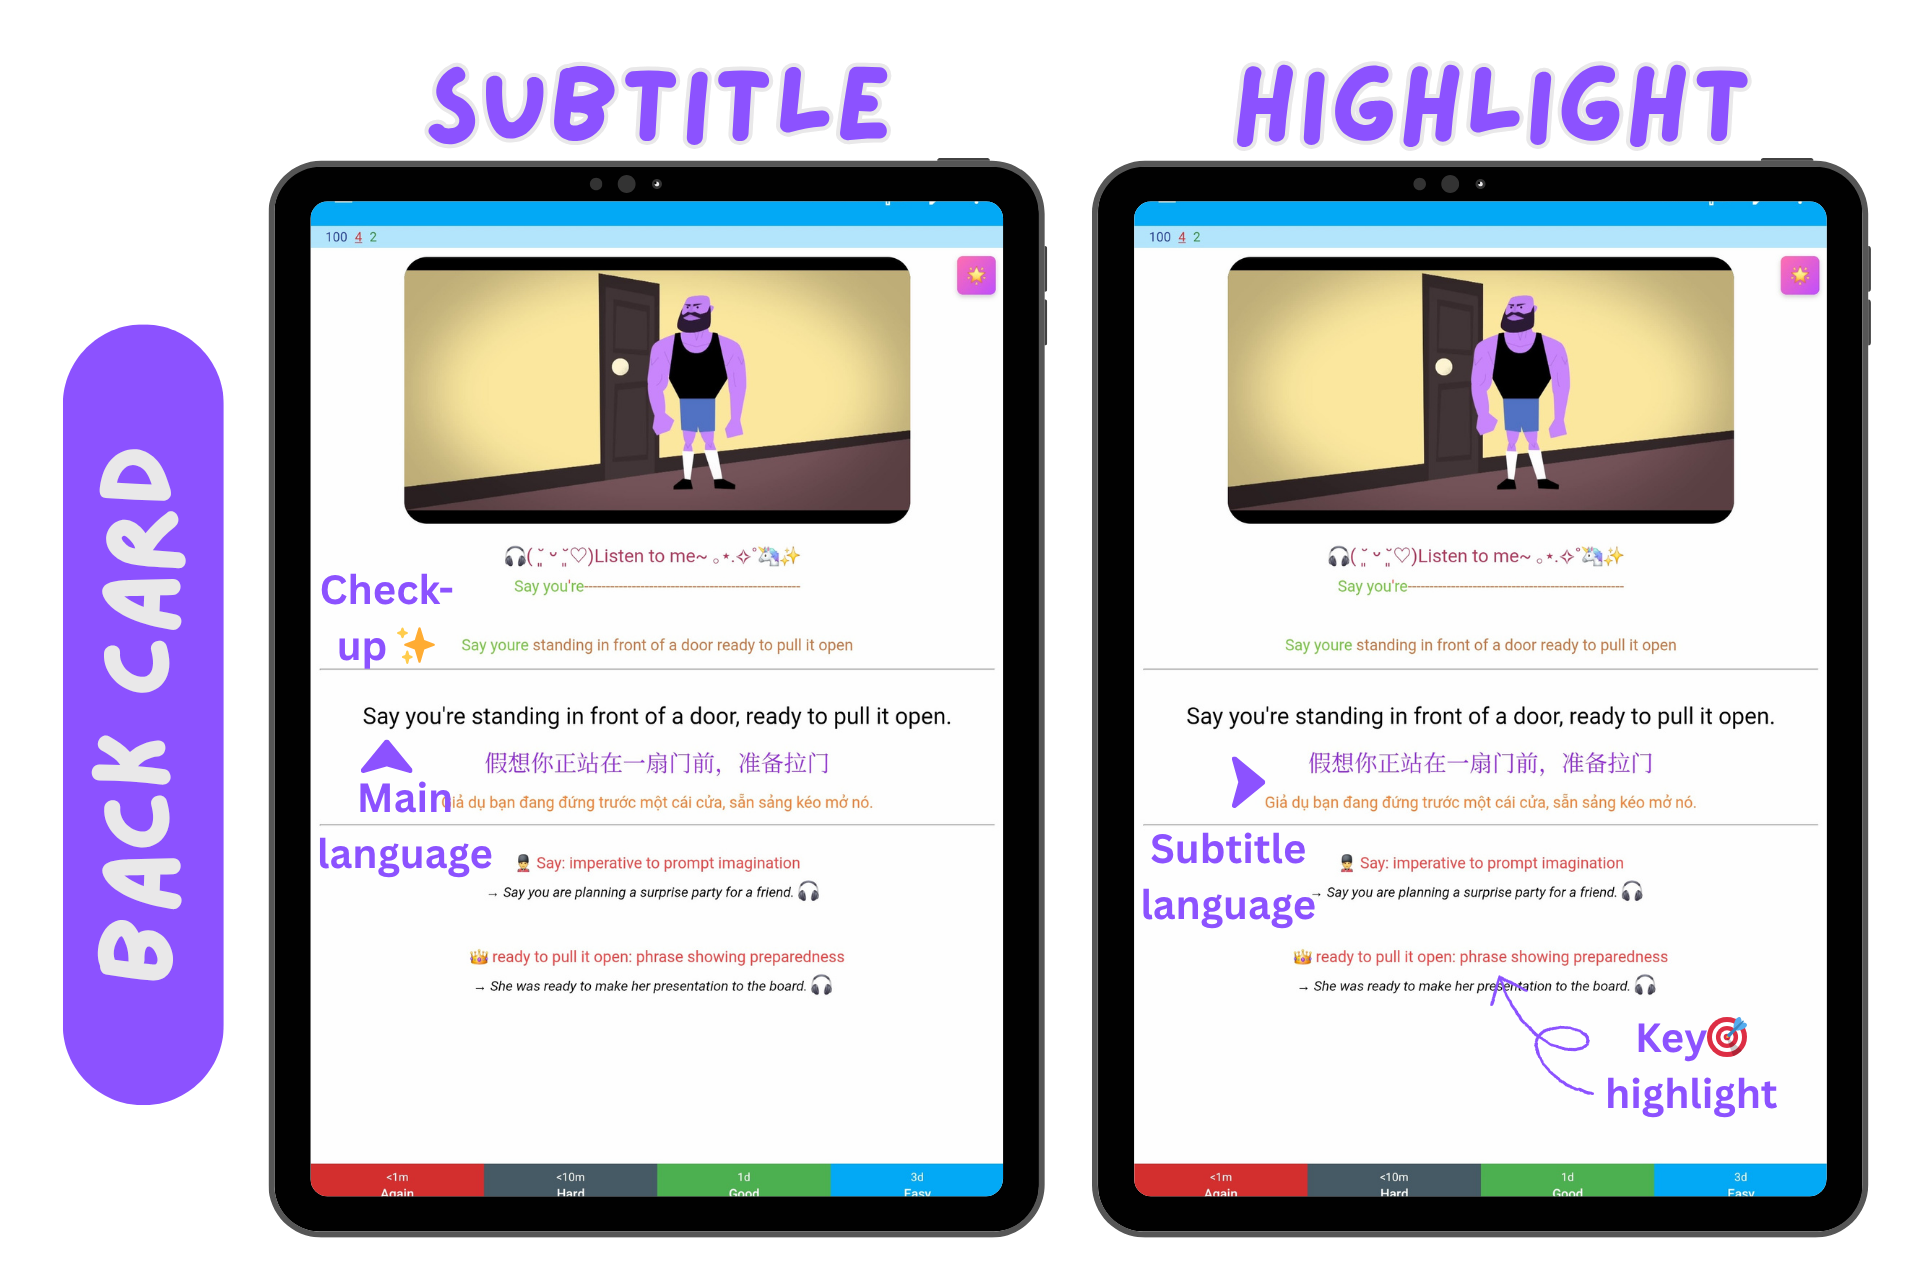 SUBTITLE
HIGHLIGHT
BACK CARD
100 4 2
🌟
🎧( ˘͈ ᵕ ˘͈♡)Listen to me~ ｡⋆.✧˚🦄✨
Say you're--------------------------------------------------
Check-
up ✨
Say youre standing in front of a door ready to pull it open
Say you're standing in front of a door, ready to pull it open.
假想你正站在一扇门前，准备拉门
Main
Giả dụ bạn đang đứng trước một cái cửa, sẵn sảng kéo mở nó.
language
💂 Say: imperative to prompt imagination
→ Say you are planning a surprise party for a friend. 🎧
👑 ready to pull it open: phrase showing preparedness
→ She was ready to make her presentation to the board. 🎧
<1m <10m 1d 3d
Again Hard Good Easy
100 4 2
🌟
🎧( ˘͈ ᵕ ˘͈♡)Listen to me~ ｡⋆.✧˚🦄✨
Say you're--------------------------------------------------
Say youre standing in front of a door ready to pull it open
Say you're standing in front of a door, ready to pull it open.
假想你正站在一扇门前，准备拉门
Giả dụ bạn đang đứng trước một cái cửa, sẵn sảng kéo mở nó.
Subtitle
language
💂 Say: imperative to prompt imagination
→ Say you are planning a surprise party for a friend. 🎧
👑 ready to pull it open: phrase showing preparedness
→ She was ready to make her presentation to the board. 🎧
Key🎯
highlight
<1m <10m 1d 3d
Again Hard Good Easy